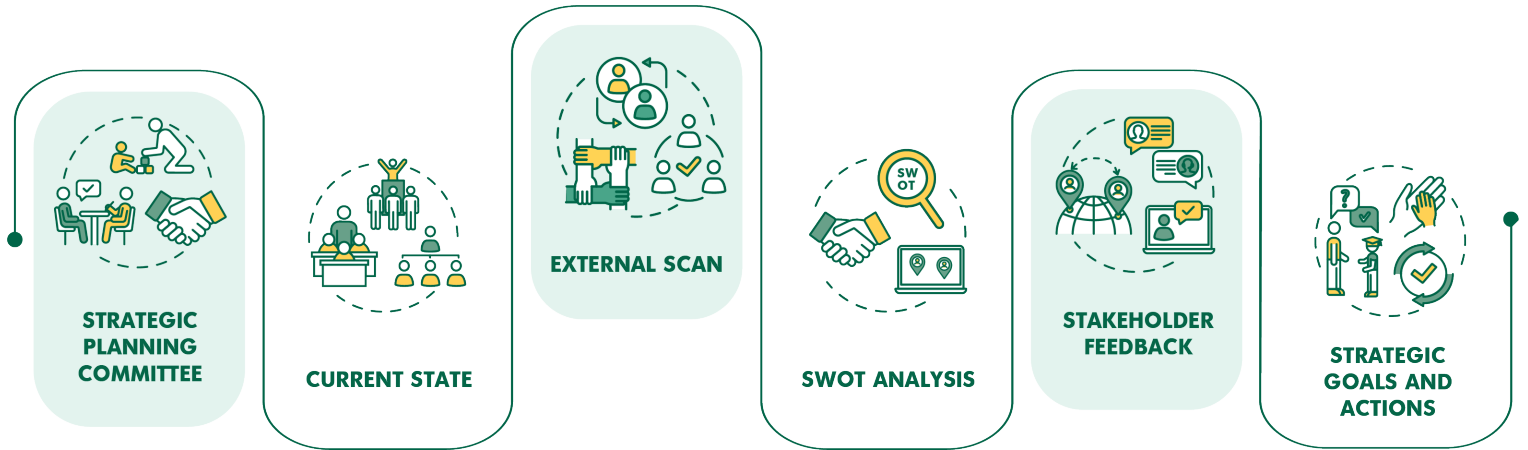 STRATEGIC
PLANNING
COMMITTEE
CURRENT STATE
EXTERNAL SCAN
SW
OT
SWOT ANALYSIS
STAKEHOLDER
FEEDBACK
?
STRATEGIC
GOALS AND
ACTIONS